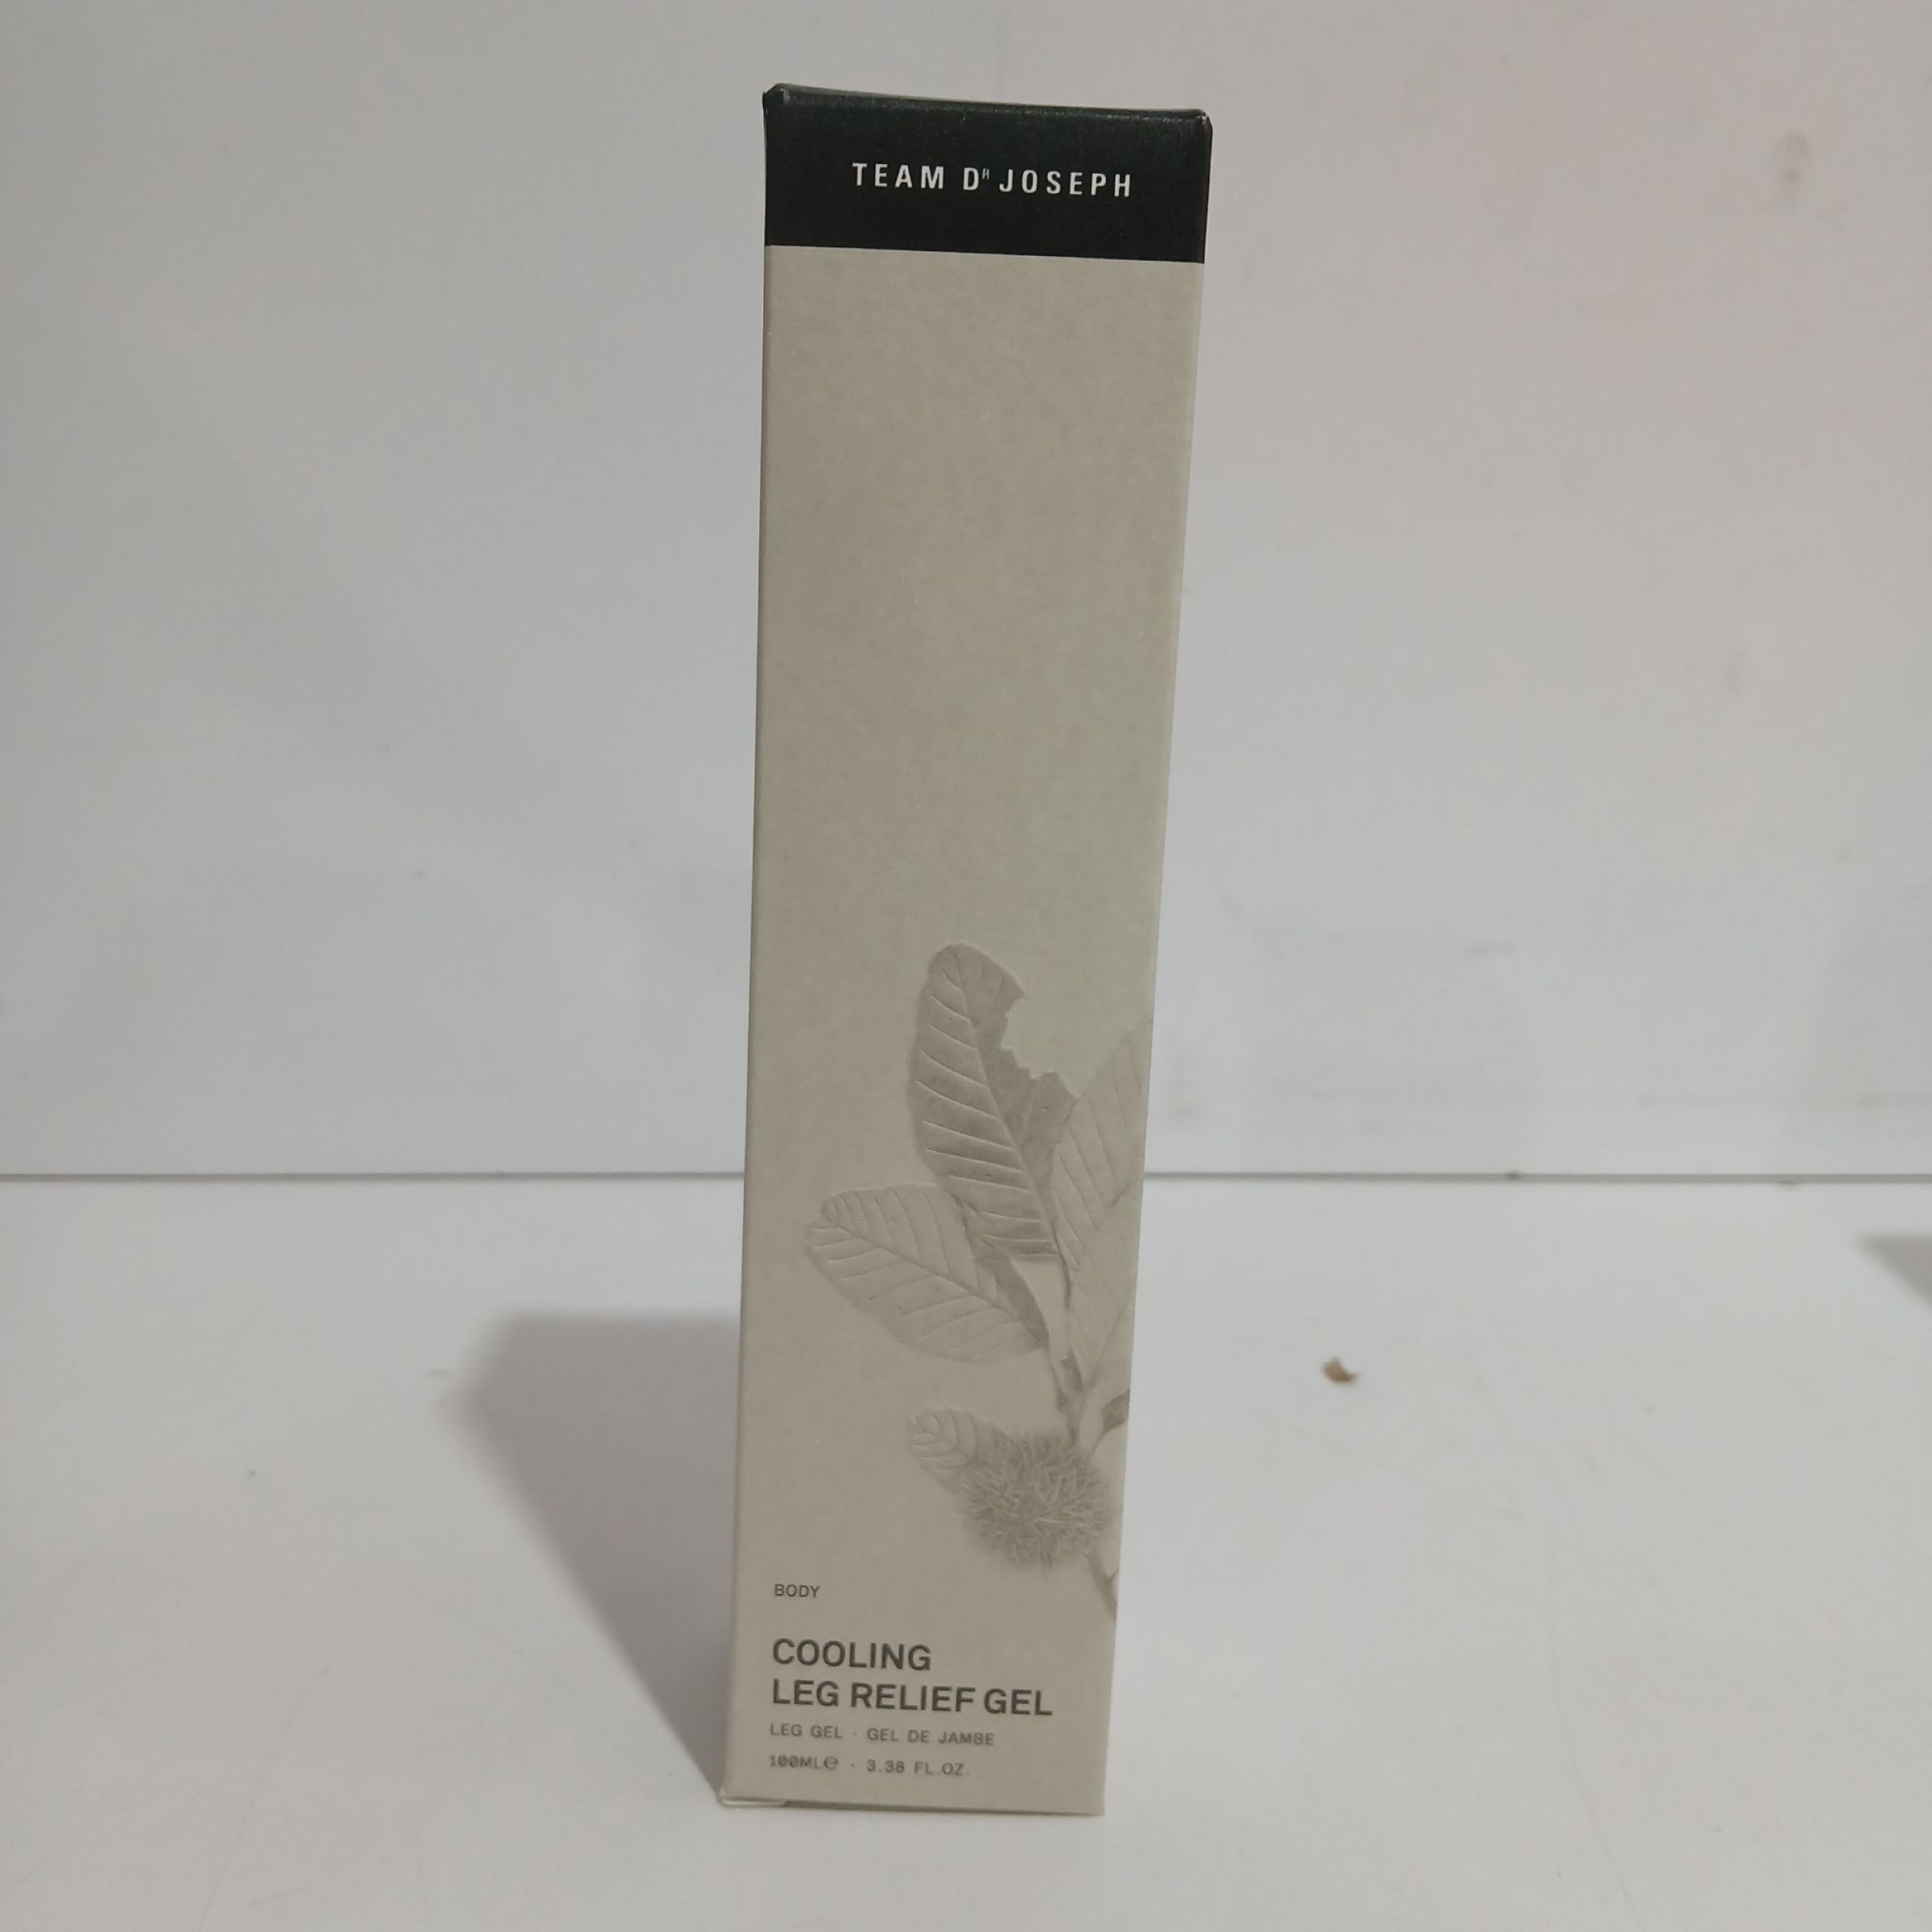 TEAM DR JOSEPH
BODY
COOLING
LEG RELIEF GEL
LEG GEL · GEL DE JAMBE
100ML℮ · 3.38 FL.OZ.